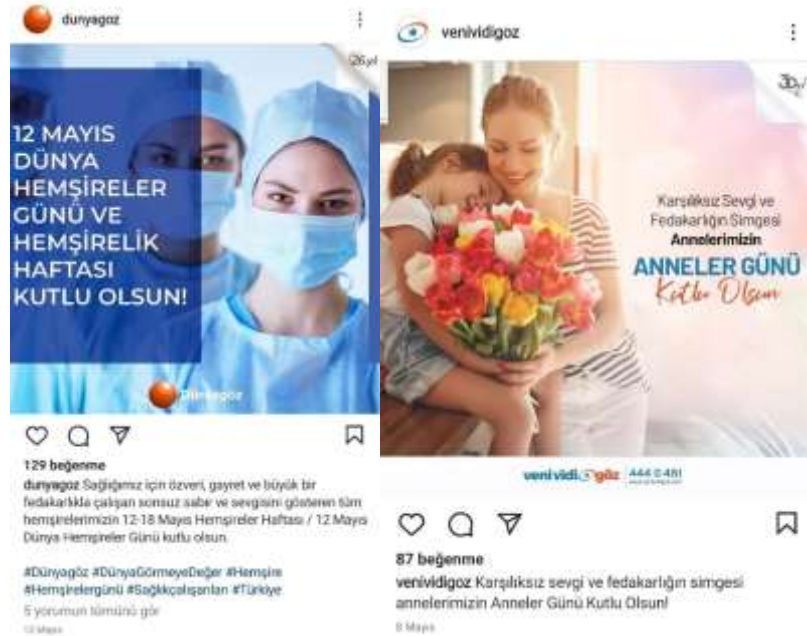 dunyagoz
26.yıl
12 MAYIS
DÜNYA
HEMŞİRELER
GÜNÜ VE
HEMŞİRELİK
HAFTASI
KUTLU OLSUN!
Dünyagöz
129 beğenme
dunyagoz Sağlığımız için özveri, gayret ve büyük bir
fedakarlıkla çalışan sonsuz sabır ve sevgisini gösteren tüm
hemşirelerimizin 12-18 Mayıs Hemşireler Haftası / 12 Mayıs
Dünya Hemşireler Günü kutlu olsun.
#Dünyagöz #DünyaGörmeyeDeğer #Hemşire
#Hemşirelergünü #Sağlıkçalışanları #Türkiye
5 yorumun tümünü gör
12 Mayıs
venividigoz
Karşılıksız Sevgi ve
Fedakarlığın Simgesi
Annelerimizin
ANNELER GÜNÜ
Kutlu Olsun
venividi göz 444 0 481
87 beğenme
venividigoz Karşılıksız sevgi ve fedakarlığın simgesi
annelerimizin Anneler Günü Kutlu Olsun!
8 Mayıs